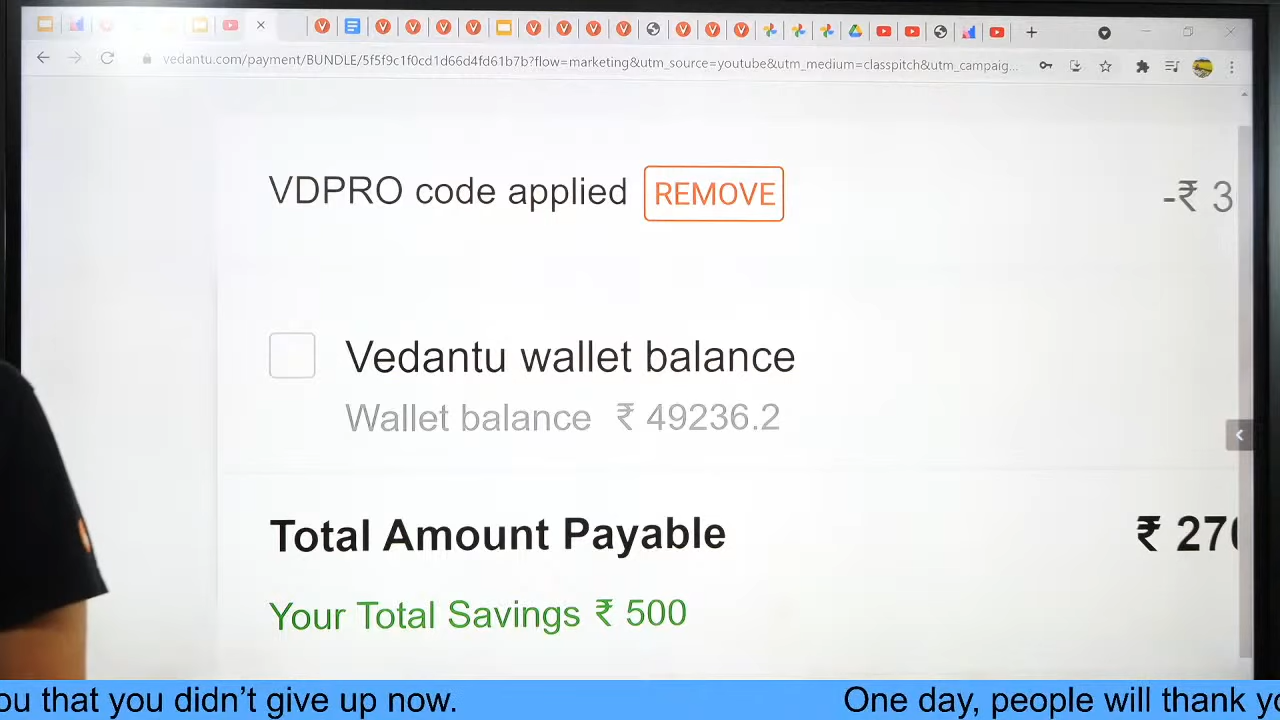 vedantu.com/payment/BUNDLE/5f5f9c1f0cd1d66d4fd61b7b?flow=marketing&utm_source=youtube&utm_medium=classpitch&utm_campaig...
VDPRO code applied REMOVE -₹ 3
Vedantu wallet balance
Wallet balance ₹ 49236.2
Total Amount Payable ₹ 270
Your Total Savings ₹ 500
ou that you didn't give up now. One day, people will thank yo